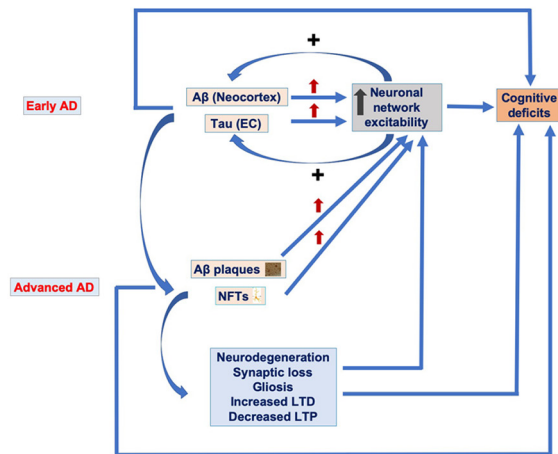 +
Aβ (Neocortex)
Early AD
Tau (EC)
Neuronal
network
excitability
Cognitive
deficits
+
Aβ plaques
Advanced AD
NFTs
Neurodegeneration
Synaptic loss
Gliosis
Increased LTD
Decreased LTP